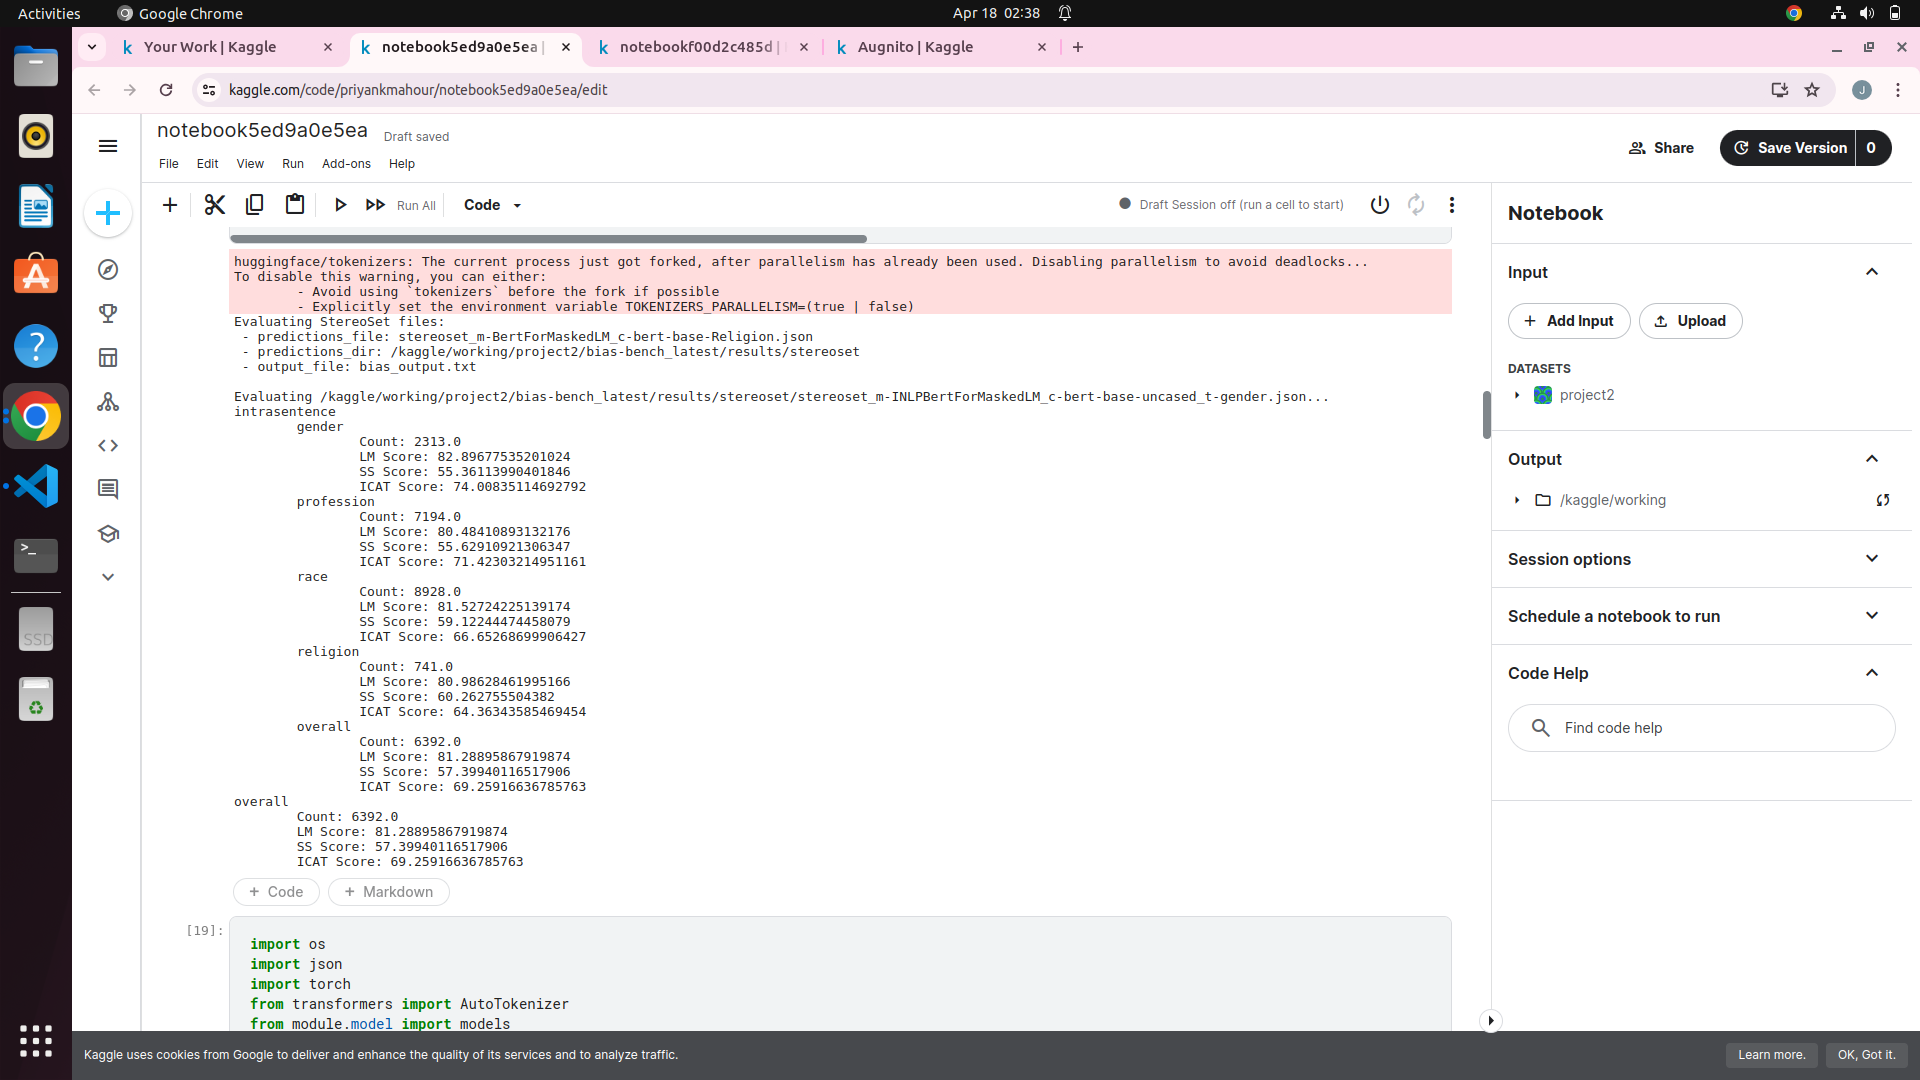 Activities
Google Chrome
Apr 18 02:38
Your Work | Kaggle
notebook5ed9a0e5ea |
notebookf00d2c485d |
Augnito | Kaggle
kaggle.com/code/priyankmahour/notebook5ed9a0e5ea/edit
J
notebook5ed9a0e5ea
Draft saved
File Edit View Run Add-ons Help
Share
Save Version
0
Run All
Code
Draft Session off (run a cell to start)
huggingface/tokenizers: The current process just got forked, after parallelism has already been used. Disabling parallelism to avoid deadlocks...
To disable this warning, you can either:
- Avoid using `tokenizers` before the fork if possible
- Explicitly set the environment variable TOKENIZERS_PARALLELISM=(true | false)
Evaluating StereoSet files:
- predictions_file: stereoset_m-BertForMaskedLM_c-bert-base-Religion.json
- predictions_dir: /kaggle/working/project2/bias-bench_latest/results/stereoset
- output_file: bias_output.txt
Evaluating /kaggle/working/project2/bias-bench_latest/results/stereoset/stereoset_m-INLPBertForMaskedLM_c-bert-base-uncased_t-gender.json...
intrasentence
gender
Count: 2313.0
LM Score: 82.89677535201024
SS Score: 55.36113990401846
ICAT Score: 74.00835114692792
profession
Count: 7194.0
LM Score: 80.48410893132176
SS Score: 55.62910921306347
ICAT Score: 71.42303214951161
race
Count: 8928.0
LM Score: 81.52724225139174
SS Score: 59.12244474458079
ICAT Score: 66.65268699906427
religion
Count: 741.0
LM Score: 80.98628461995166
SS Score: 60.262755504382
ICAT Score: 64.36343585469454
overall
Count: 6392.0
LM Score: 81.28895867919874
SS Score: 57.39940116517906
ICAT Score: 69.25916636785763
overall
Count: 6392.0
LM Score: 81.28895867919874
SS Score: 57.39940116517906
ICAT Score: 69.25916636785763
+ Code
+ Markdown
[19]:
import os
import json
import torch
from transformers import AutoTokenizer
from module.model import models
Notebook
Input
+ Add Input
Upload
DATASETS
project2
Output
/kaggle/working
Session options
Schedule a notebook to run
Code Help
Find code help
SSD
Kaggle uses cookies from Google to deliver and enhance the quality of its services and to analyze traffic.
Learn more.
OK, Got it.